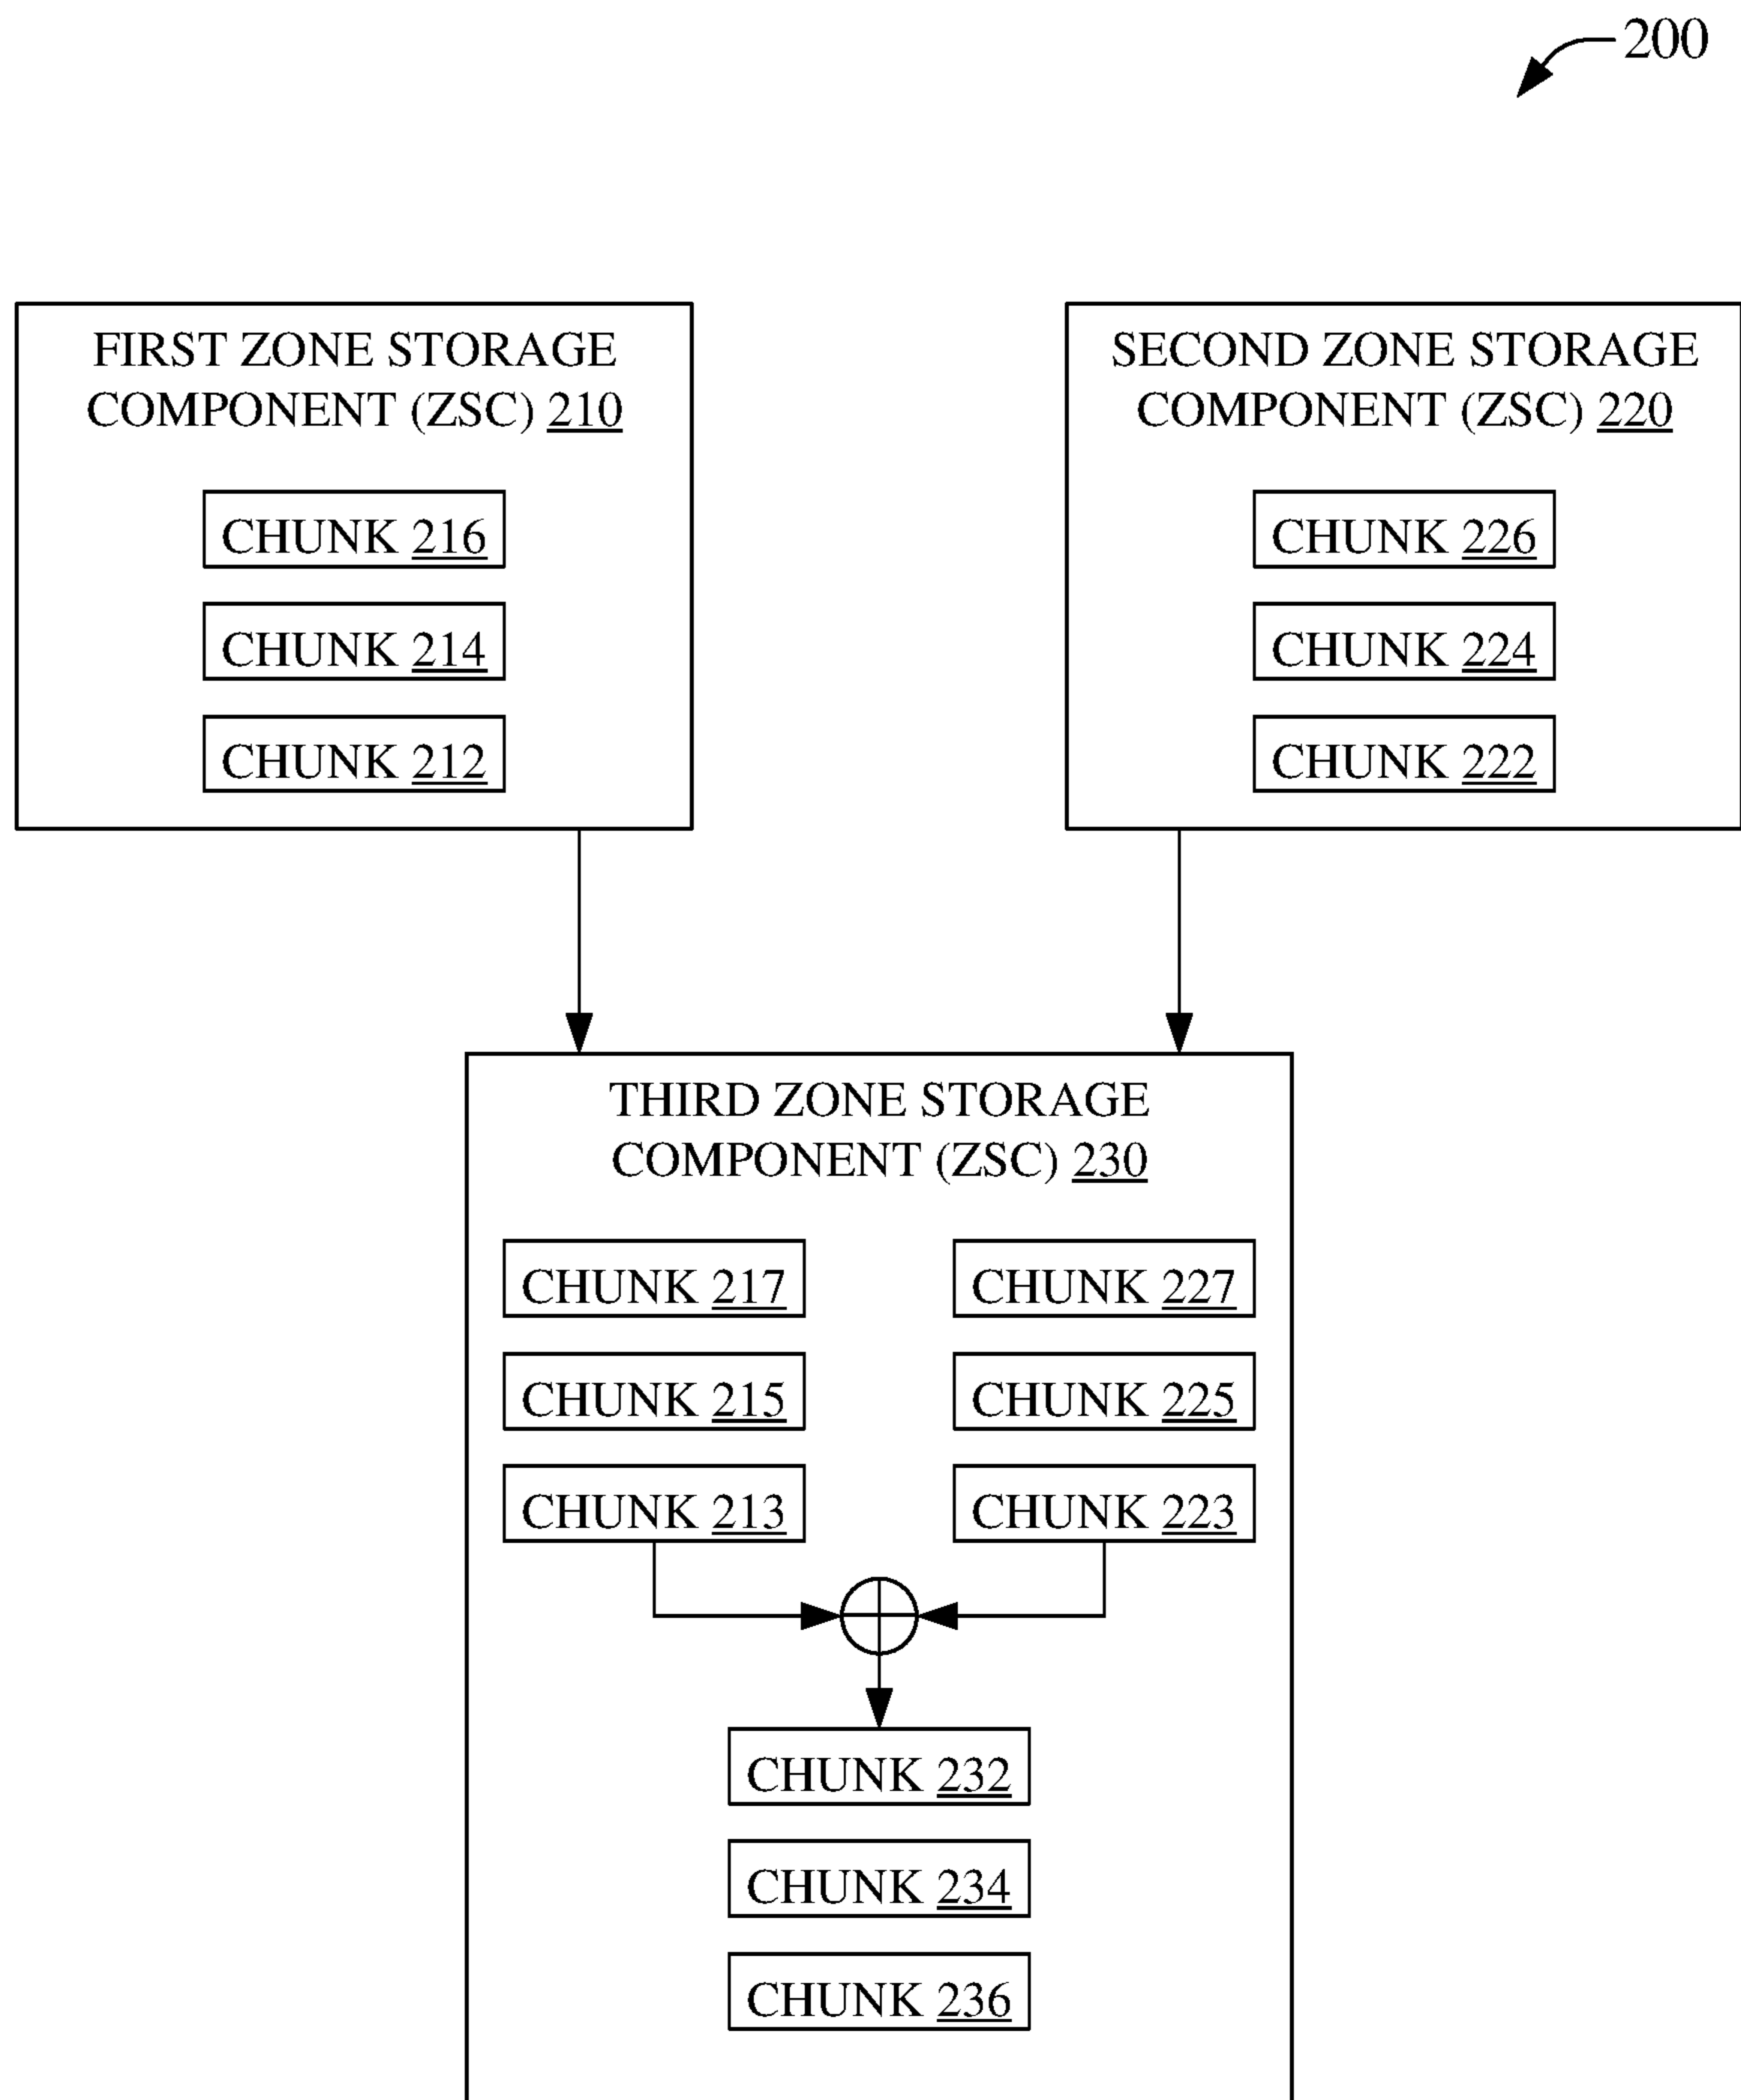 200
FIRST ZONE STORAGE
COMPONENT (ZSC) 210
CHUNK 216
CHUNK 214
CHUNK 212
SECOND ZONE STORAGE
COMPONENT (ZSC) 220
CHUNK 226
CHUNK 224
CHUNK 222
THIRD ZONE STORAGE
COMPONENT (ZSC) 230
CHUNK 217
CHUNK 227
CHUNK 215
CHUNK 225
CHUNK 213
CHUNK 223
CHUNK 232
CHUNK 234
CHUNK 236